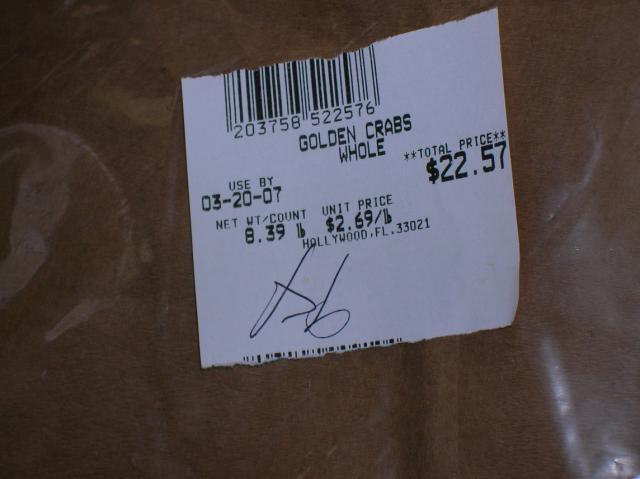 203758 522576
GOLDEN CRABS
WHOLE
**TOTAL PRICE**
$22.57
USE BY
03-20-07
NET WT/COUNT UNIT PRICE
8.39 lb $2.69/lb
HOLLYWOOD,FL.33021